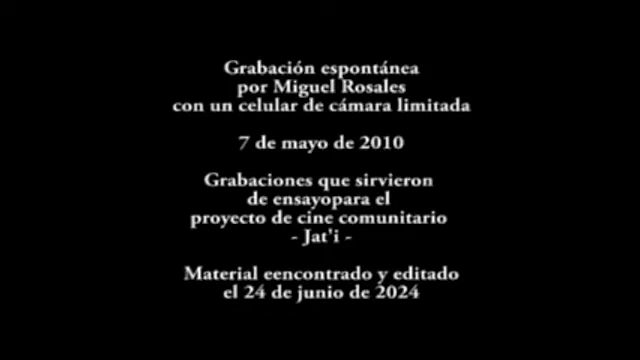 Grabación espontánea
por Miguel Rosales
con un celular de cámara limitada
7 de mayo de 2010
Grabaciones que sirvieron
de ensayopara el
proyecto de cine comunitario
- Jat'i -
Material eencontrado y editado
el 24 de junio de 2024